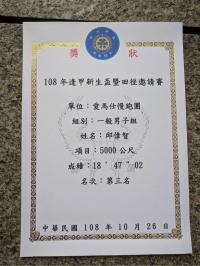 獎狀
108年逢甲新生盃暨田徑邀請賽
單位：愛馬仕慢跑團
組別：一般男子組
姓名：邱偉智
項目：5000公尺
成績：18'47"02
名次：第三名
中華民國 108 年 10 月 26 日